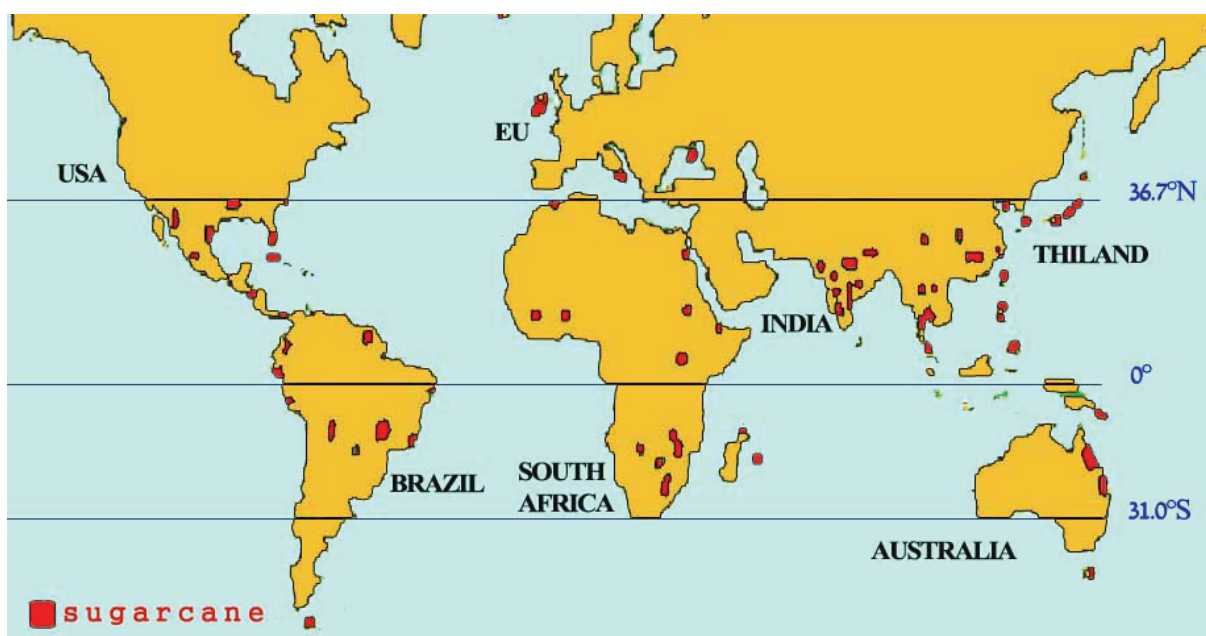 EU
USA
36.7°N
THILAND
INDIA
0°
BRAZIL
SOUTH
AFRICA
31.0°S
AUSTRALIA
sugarcane